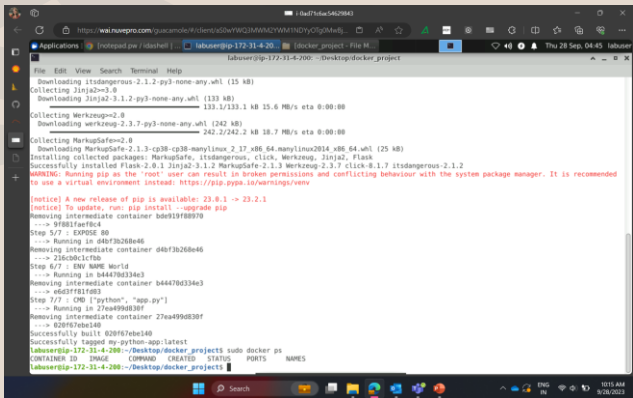 i-0ad71c6ac54629843
https://wai.nuvepro.com/guacamole/#/client/
Applications
[notepad.pw / idashell | ...
labuser@ip-172-31-4-20...
[docker_project - File M...
Thu 28 Sep, 04:45 labuser
labuser@ip-172-31-4-200: ~/Desktop/docker_project
File Edit View Search Terminal Help
Downloading itsdangerous-2.1.2-py3-none-any.whl (15 kB)
Collecting Jinja2>=3.0
Downloading Jinja2-3.1.2-py3-none-any.whl (133 kB)
133.1/133.1 kB 15.6 MB/s eta 0:00:00
Collecting Werkzeug>=2.0
Downloading werkzeug-2.3.7-py3-none-any.whl (242 kB)
242.2/242.2 kB 18.7 MB/s eta 0:00:00
Collecting MarkupSafe>=2.0
Downloading MarkupSafe-2.1.3-cp38-cp38-manylinux_2_17_x86_64.manylinux2014_x86_64.whl (25 kB)
Installing collected packages: MarkupSafe, itsdangerous, click, Werkzeug, Jinja2, Flask
Successfully installed Flask-2.0.1 Jinja2-3.1.2 MarkupSafe-2.1.3 Werkzeug-2.3.7 click-8.1.7 itsdangerous-2.1.2
WARNING: Running pip as the 'root' user can result in broken permissions and conflicting behaviour with the system package manager. It is recommended
to use a virtual environment instead: https://pip.pypa.io/warnings/venv
[notice] A new release of pip is available: 23.0.1 -> 23.2.1
[notice] To update, run: pip install --upgrade pip
Removing intermediate container bde919f88970
---> 9f881faef0c4
Step 5/7 : EXPOSE 80
---> Running in d4bf3b268e46
Removing intermediate container d4bf3b268e46
---> 216cb0c1cfbb
Step 6/7 : ENV NAME World
---> Running in b44470d334e3
Removing intermediate container b44470d334e3
---> e6d3ff81fd03
Step 7/7 : CMD ["python", "app.py"]
---> Running in 27ea499d830f
Removing intermediate container 27ea499d830f
---> 020f67ebe140
Successfully built 020f67ebe140
Successfully tagged my-python-app:latest
labuser@ip-172-31-4-200:~/Desktop/docker_project$ sudo docker ps
CONTAINER ID IMAGE COMMAND CREATED STATUS PORTS NAMES
labuser@ip-172-31-4-200:~/Desktop/docker_project$
Search
ENG
IN
10:15 AM
9/28/2023